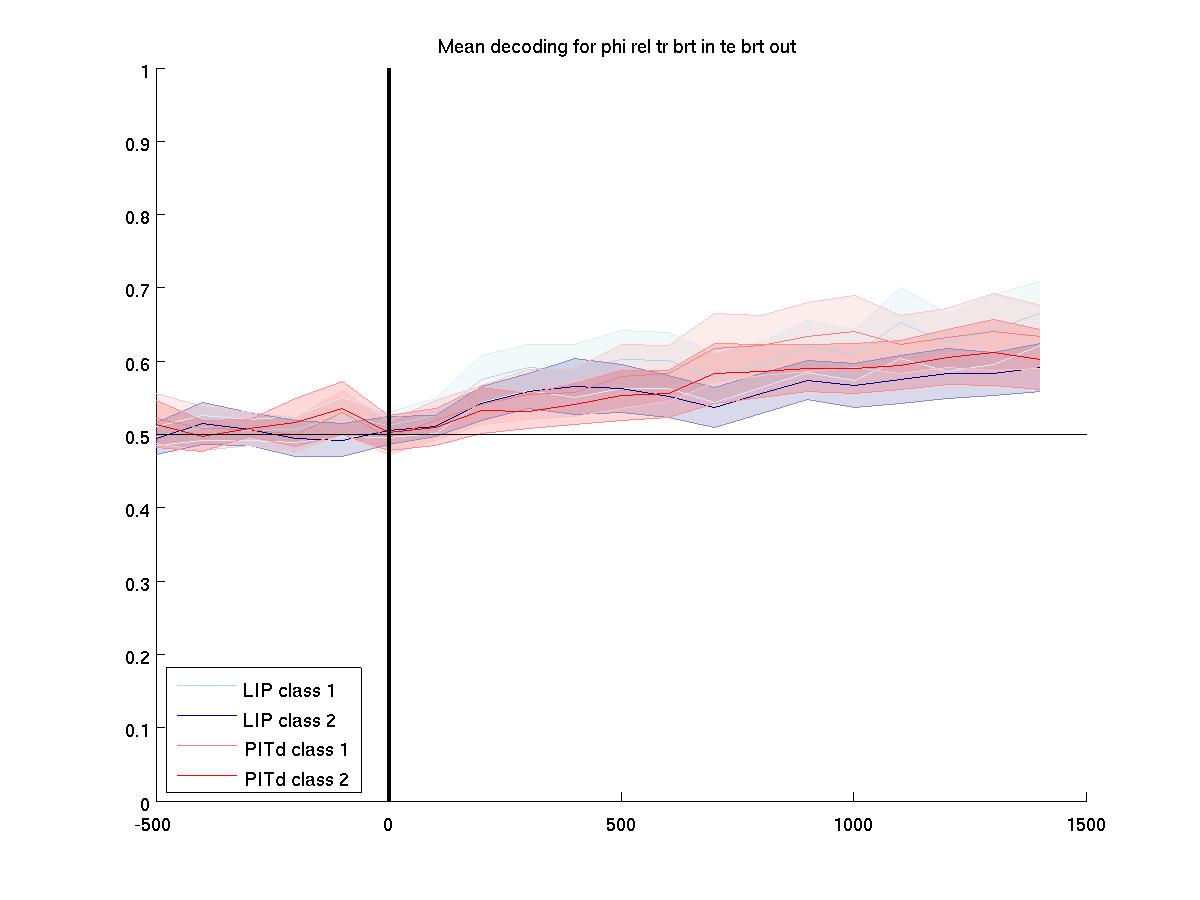 Mean decoding for phi rel tr brt in te brt out
1
0.9
0.8
0.7
0.6
0.5
0.4
0.3
0.2
0.1
0
LIP class 1
LIP class 2
PITd class 1
PITd class 2
-500 0 500 1000 1500